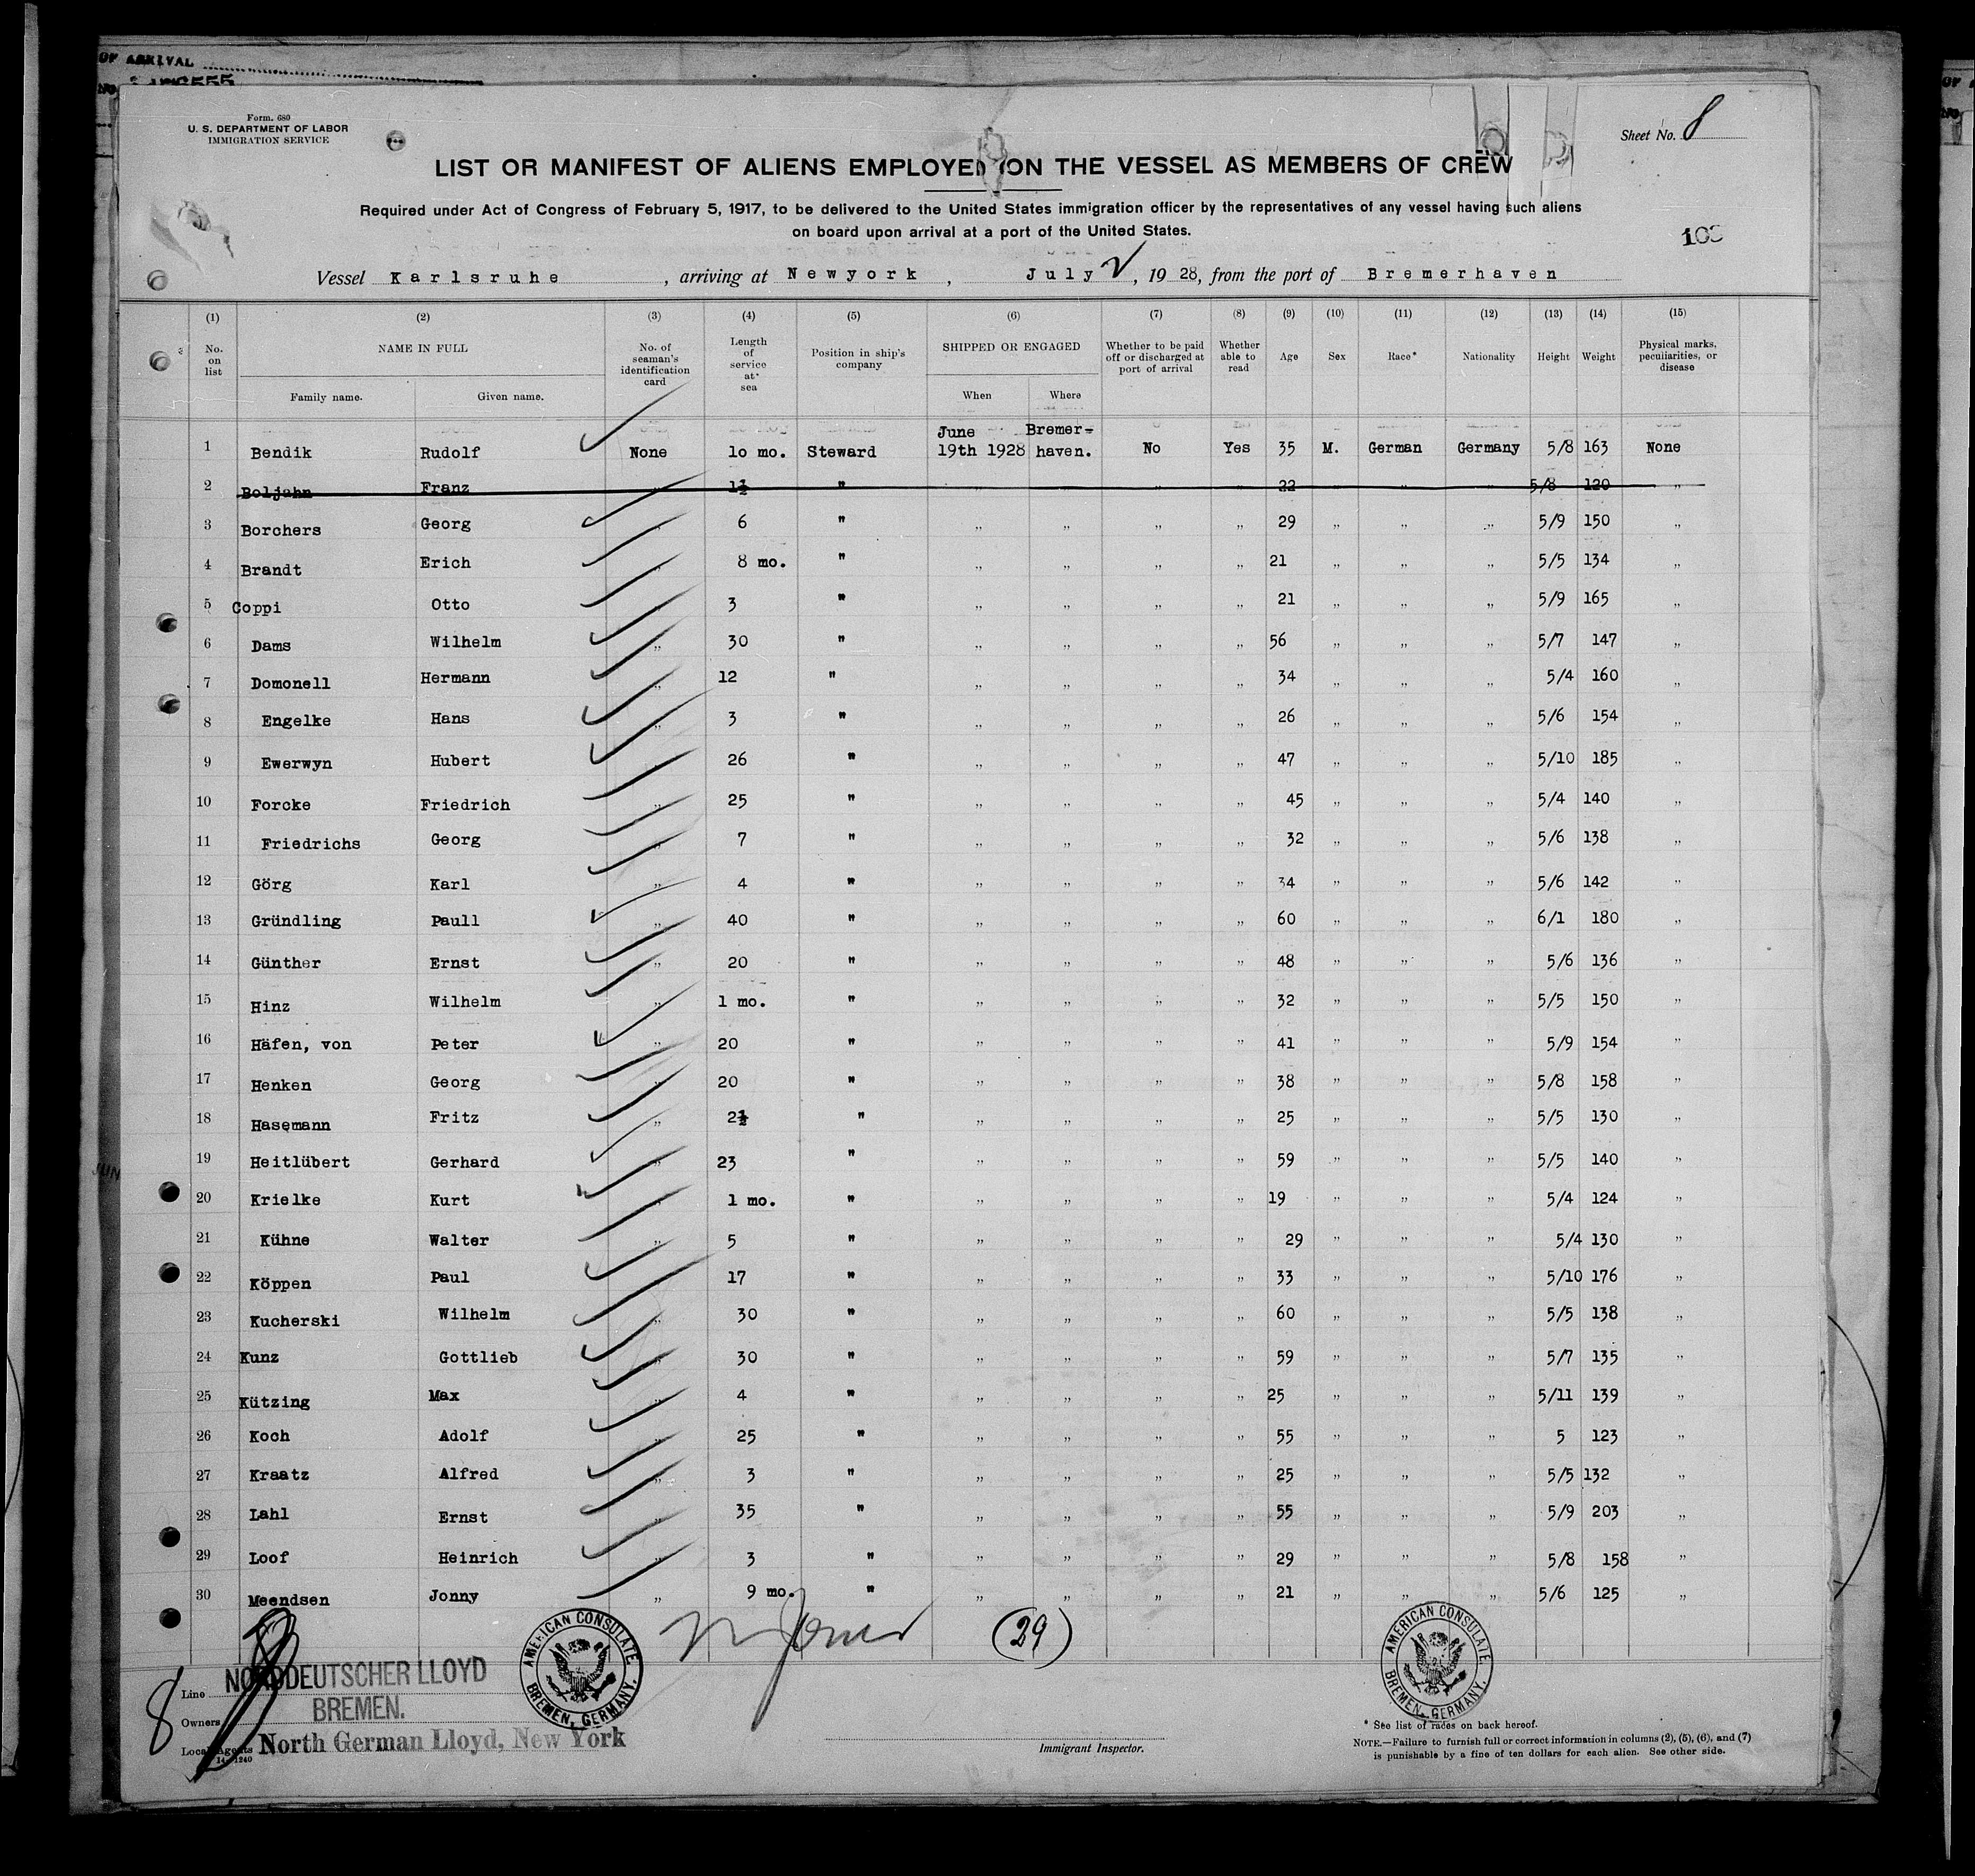 OF ARRIVAL
Form. 680
U. S. DEPARTMENT OF LABOR
IMMIGRATION SERVICE
Sheet No. 8
LIST OR MANIFEST OF ALIENS EMPLOYED ON THE VESSEL AS MEMBERS OF CREW
Required under Act of Congress of February 5, 1917, to be delivered to the United States immigration officer by the representatives of any vessel having such aliens
on board upon arrival at a port of the United States.
Vessel Karlsruhe, arriving at Newyork, July 2, 1928, from the port of Bremerhaven
(1) (2) (3) (4) (5) (6) (7) (8) (9) (10) (11) (12) (13) (14) (15)
No. on list NAME IN FULL Family name. Given name. No. of seaman's identification card Length of service at sea Position in ship's company SHIPPED OR ENGAGED When Where Whether to be paid off or discharged at port of arrival Whether able to read Age Sex Race* Nationality Height Weight Physical marks, peculiarities, or disease
1 Bendik Rudolf None 10 mo. Steward June 19th 1928 Bremer= haven. No Yes 35 M. German Germany 5/8 163 None
2 Boljahn Franz " 1½ " " " " " 22 " " " 5/8 120 "
3 Borchers Georg " 6 " " " " " 29 " " " 5/9 150 "
4 Brandt Erich " 8 mo. " " " " " 21 " " " 5/5 134 "
5 Coppi Otto " 3 " " " " " 21 " " " 5/9 165 "
6 Dams Wilhelm " 30 " " " " " 56 " " " 5/7 147 "
7 Domonell Hermann " 12 " " " " " 34 " " " 5/4 160 "
8 Engelke Hans " 3 " " " " " 26 " " " 5/6 154 "
9 Ewerwyn Hubert " 26 " " " " " 47 " " " 5/10 185 "
10 Forcke Friedrich " 25 " " " " " 45 " " " 5/4 140 "
11 Friedrichs Georg " 7 " " " " " 32 " " " 5/6 138 "
12 Görg Karl " 4 " " " " " 34 " " " 5/6 142 "
13 Gründling Paull " 40 " " " " " 60 " " " 6/1 180 "
14 Günther Ernst " 20 " " " " " 48 " " " 5/6 136 "
15 Hinz Wilhelm " 1 mo. " " " " " 32 " " " 5/5 150 "
16 Häfen, von Peter " 20 " " " " " 41 " " " 5/9 154 "
17 Henken Georg " 20 " " " " " 38 " " " 5/8 158 "
18 Hasemann Fritz " 2½ " " " " " 25 " " " 5/5 130 "
19 Heitlübert Gerhard " 23 " " " " " 59 " " " 5/5 140 "
20 Krielke Kurt " 1 mo. " " " " " 19 " " " 5/4 124 "
21 Kühne Walter " 5 " " " " " 29 " " " 5/4 130 "
22 Köppen Paul " 17 " " " " " 33 " " " 5/10 176 "
23 Kucherski Wilhelm " 30 " " " " " 60 " " " 5/5 138 "
24 Kunz Gottlieb " 30 " " " " " 59 " " " 5/7 135 "
25 Kützing Max " 4 " " " " " 25 " " " 5/11 139 "
26 Koch Adolf " 25 " " " " " 55 " " " 5 123 "
27 Kraatz Alfred " 3 " " " " " 25 " " " 5/5 132 "
28 Lahl Ernst " 35 " " " " " 55 " " " 5/9 203 "
29 Loof Heinrich " 3 " " " " " 29 " " " 5/8 158 "
30 Meendsen Jonny " 9 mo. " " " " " 21 " " " 5/6 125 "
(29)
AMERICAN CONSULATE BREMEN, GERMANY.
AMERICAN CONSULATE BREMEN, GERMANY.
8
Line NORDDEUTSCHER LLOYD
Owners BREMEN.
Local Agents North German Lloyd, New York
Immigrant Inspector.
* See list of races on back hereof.
NOTE.—Failure to furnish full or correct information in columns (2), (5), (6), and (7)
is punishable by a fine of ten dollars for each alien. See other side.